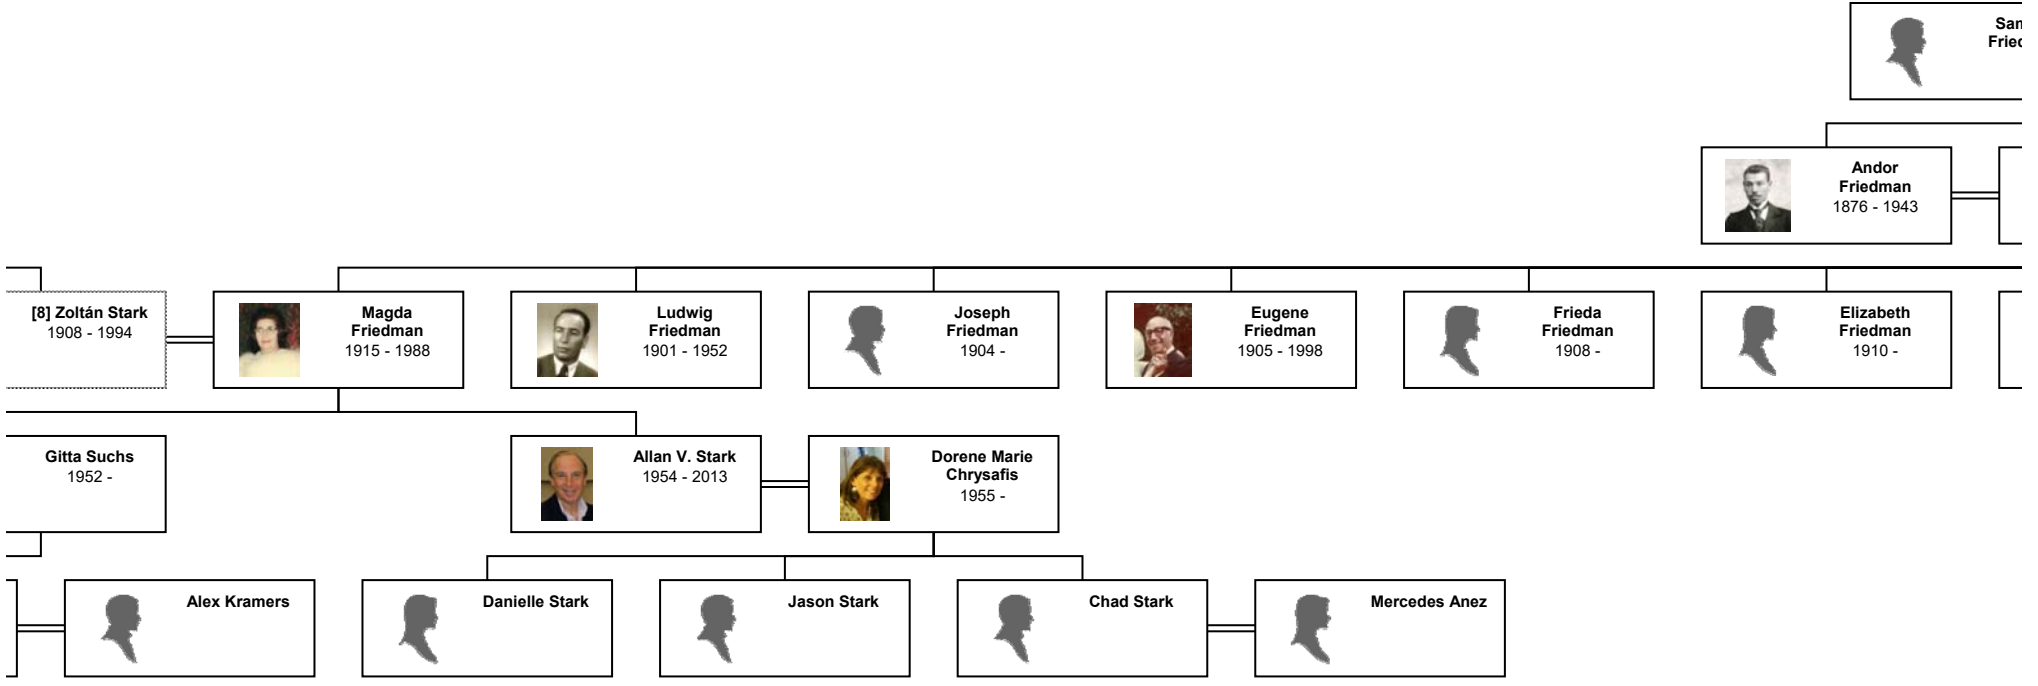 San
Fried
Andor
Friedman
1876 - 1943
[8] Zoltán Stark
1908 - 1994
Magda
Friedman
1915 - 1988
Ludwig
Friedman
1901 - 1952
Joseph
Friedman
1904 -
Eugene
Friedman
1905 - 1998
Frieda
Friedman
1908 -
Elizabeth
Friedman
1910 -
Gitta Suchs
1952 -
Allan V. Stark
1954 - 2013
Dorene Marie
Chrysafis
1955 -
Alex Kramers
Danielle Stark
Jason Stark
Chad Stark
Mercedes Anez